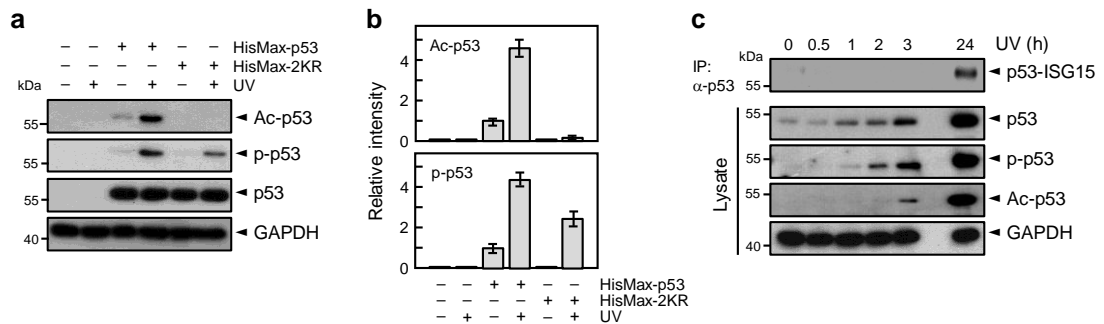 a
– – + + – – HisMax-p53
– – – – + + HisMax-2KR
– + – + – + UV
kDa
55 Ac-p53
55 p-p53
55 p53
40 GAPDH
b
Relative intensity
Ac-p53
4
2
0
p-p53
4
2
0
– – + + – – HisMax-p53
– – – – + + HisMax-2KR
– + – + – + UV
c
0 0.5 1 2 3 24 UV (h)
IP:
α-p53
kDa
55 p53-ISG15
Lysate
55 p53
55 p-p53
55 Ac-p53
40 GAPDH